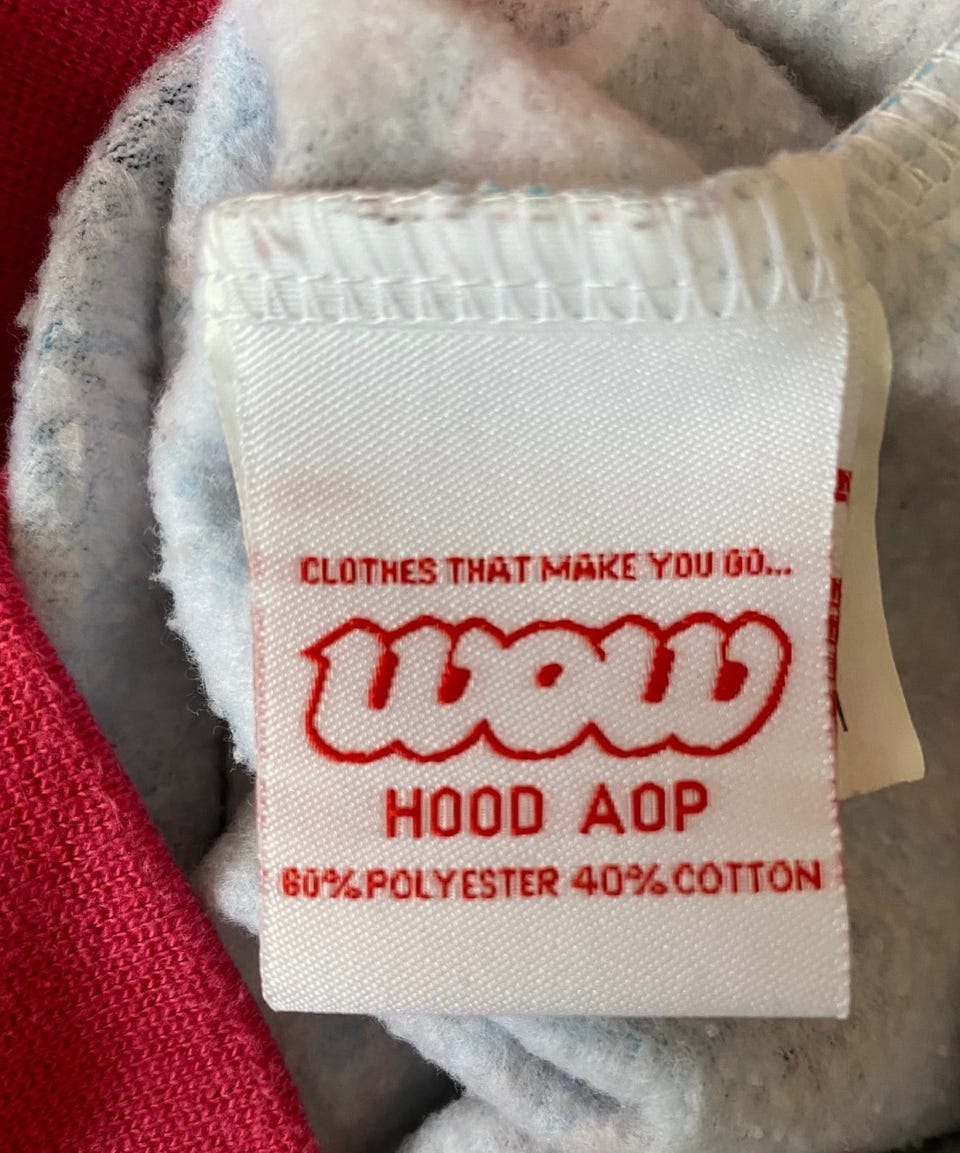 CLOTHES THAT MAKE YOU GO...
WOW
HOOD AOP
60% POLYESTER 40% COTTON